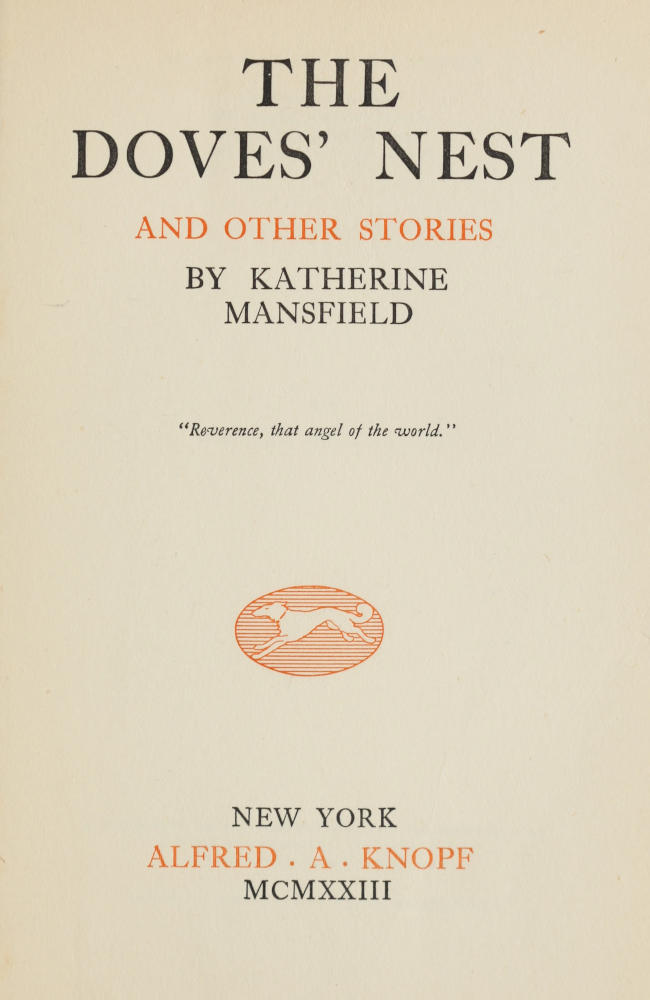 THE
DOVES’ NEST
AND OTHER STORIES
BY KATHERINE
MANSFIELD
“Reverence, that angel of the world.”
NEW YORK
ALFRED . A . KNOPF
MCMXXIII